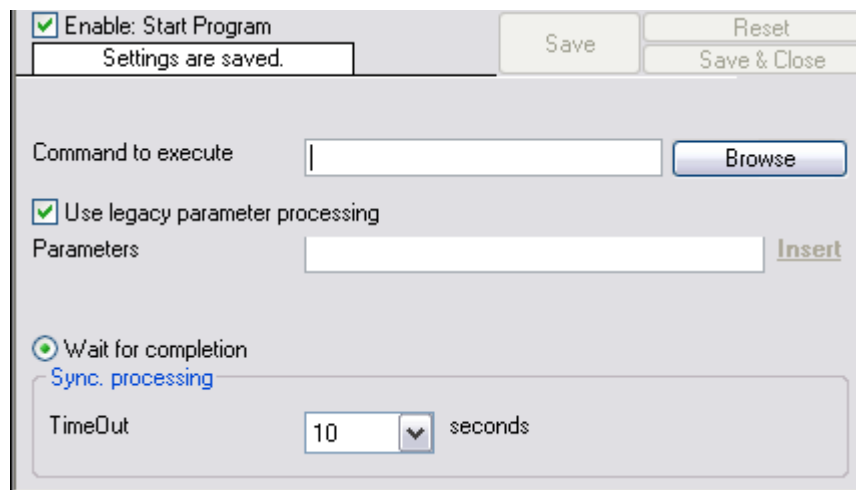 Enable: Start Program
Settings are saved.
Save
Reset
Save & Close
Command to execute
Browse
Use legacy parameter processing
Parameters
Insert
Wait for completion
Sync. processing
TimeOut
10
seconds